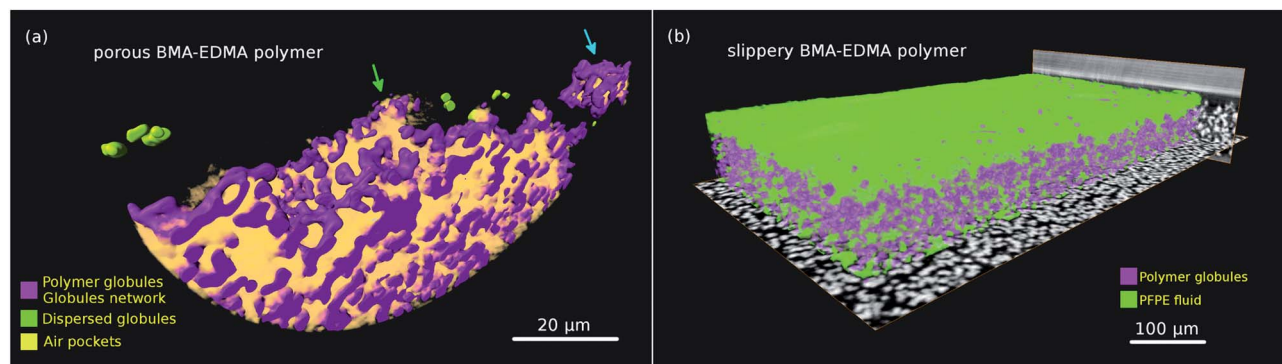 (a)
porous BMA-EDMA polymer
Polymer globules
Globules network
Dispersed globules
Air pockets
20 µm
(b)
slippery BMA-EDMA polymer
Polymer globules
PFPE fluid
100 µm